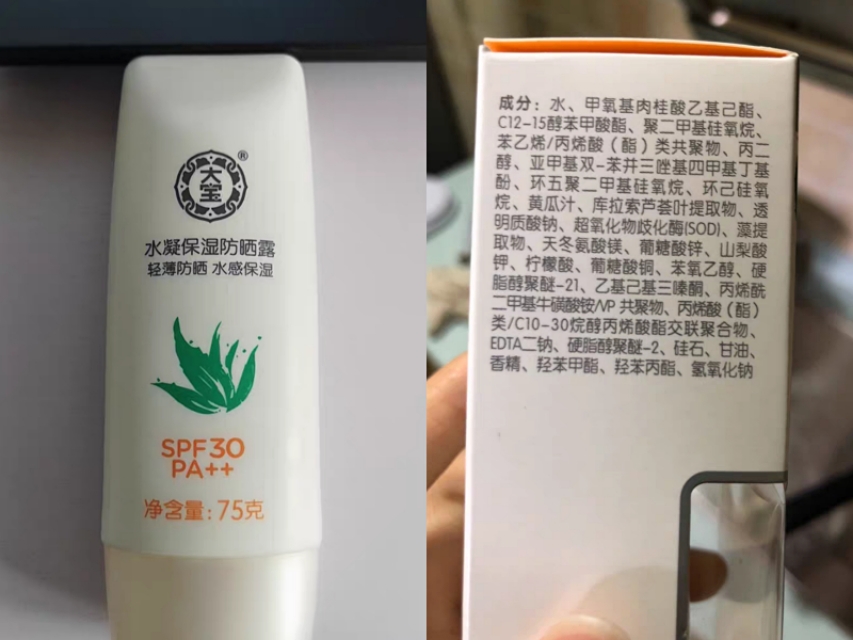 大宝®
水凝保湿防晒露
轻薄防晒 水感保湿
SPF30
PA++
净含量:75克
成分：水、甲氧基肉桂酸乙基己酯、
C12-15醇苯甲酸酯、聚二甲基硅氧烷、
苯乙烯/丙烯酸（酯）类共聚物、丙二
醇、亚甲基双-苯并三唑基四甲基丁基
酚、环五聚二甲基硅氧烷、环己硅氧
烷、黄瓜汁、库拉索芦荟叶提取物、透
明质酸钠、超氧化物歧化酶(SOD)、藻提
取物、天冬氨酸镁、葡糖酸锌、山梨酸
钾、柠檬酸、葡糖酸铜、苯氧乙醇、硬
脂醇聚醚-21、乙基己基三嗪酮、丙烯酰
二甲基牛磺酸铵/VP 共聚物、丙烯酸（酯）
类/C10-30烷醇丙烯酸酯交联聚合物、
EDTA二钠、硬脂醇聚醚-2、硅石、甘油、
香精、羟苯甲酯、羟苯丙酯、氢氧化钠